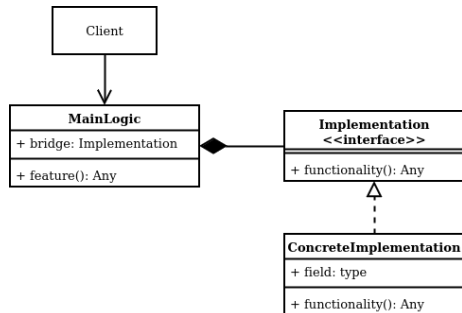 Client
MainLogic
+ bridge: Implementation
+ feature(): Any
Implementation
<<interface>>
+ functionality(): Any
ConcreteImplementation
+ field: type
+ functionality(): Any